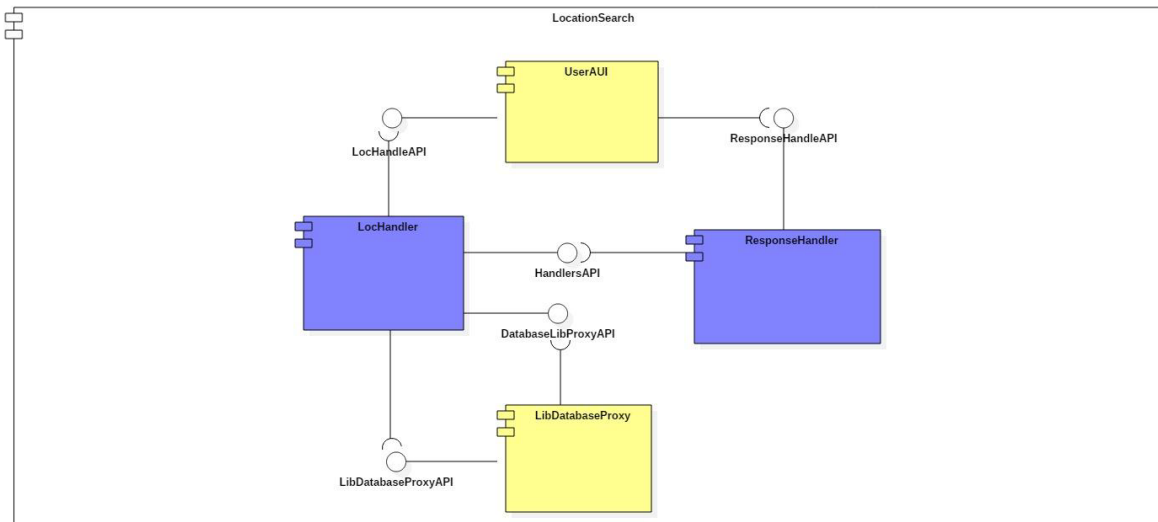 LocationSearch
UserAUI
LocHandleAPI
ResponseHandleAPI
LocHandler
ResponseHandler
HandlersAPI
DatabaseLibProxyAPI
LibDatabaseProxy
LibDatabaseProxyAPI